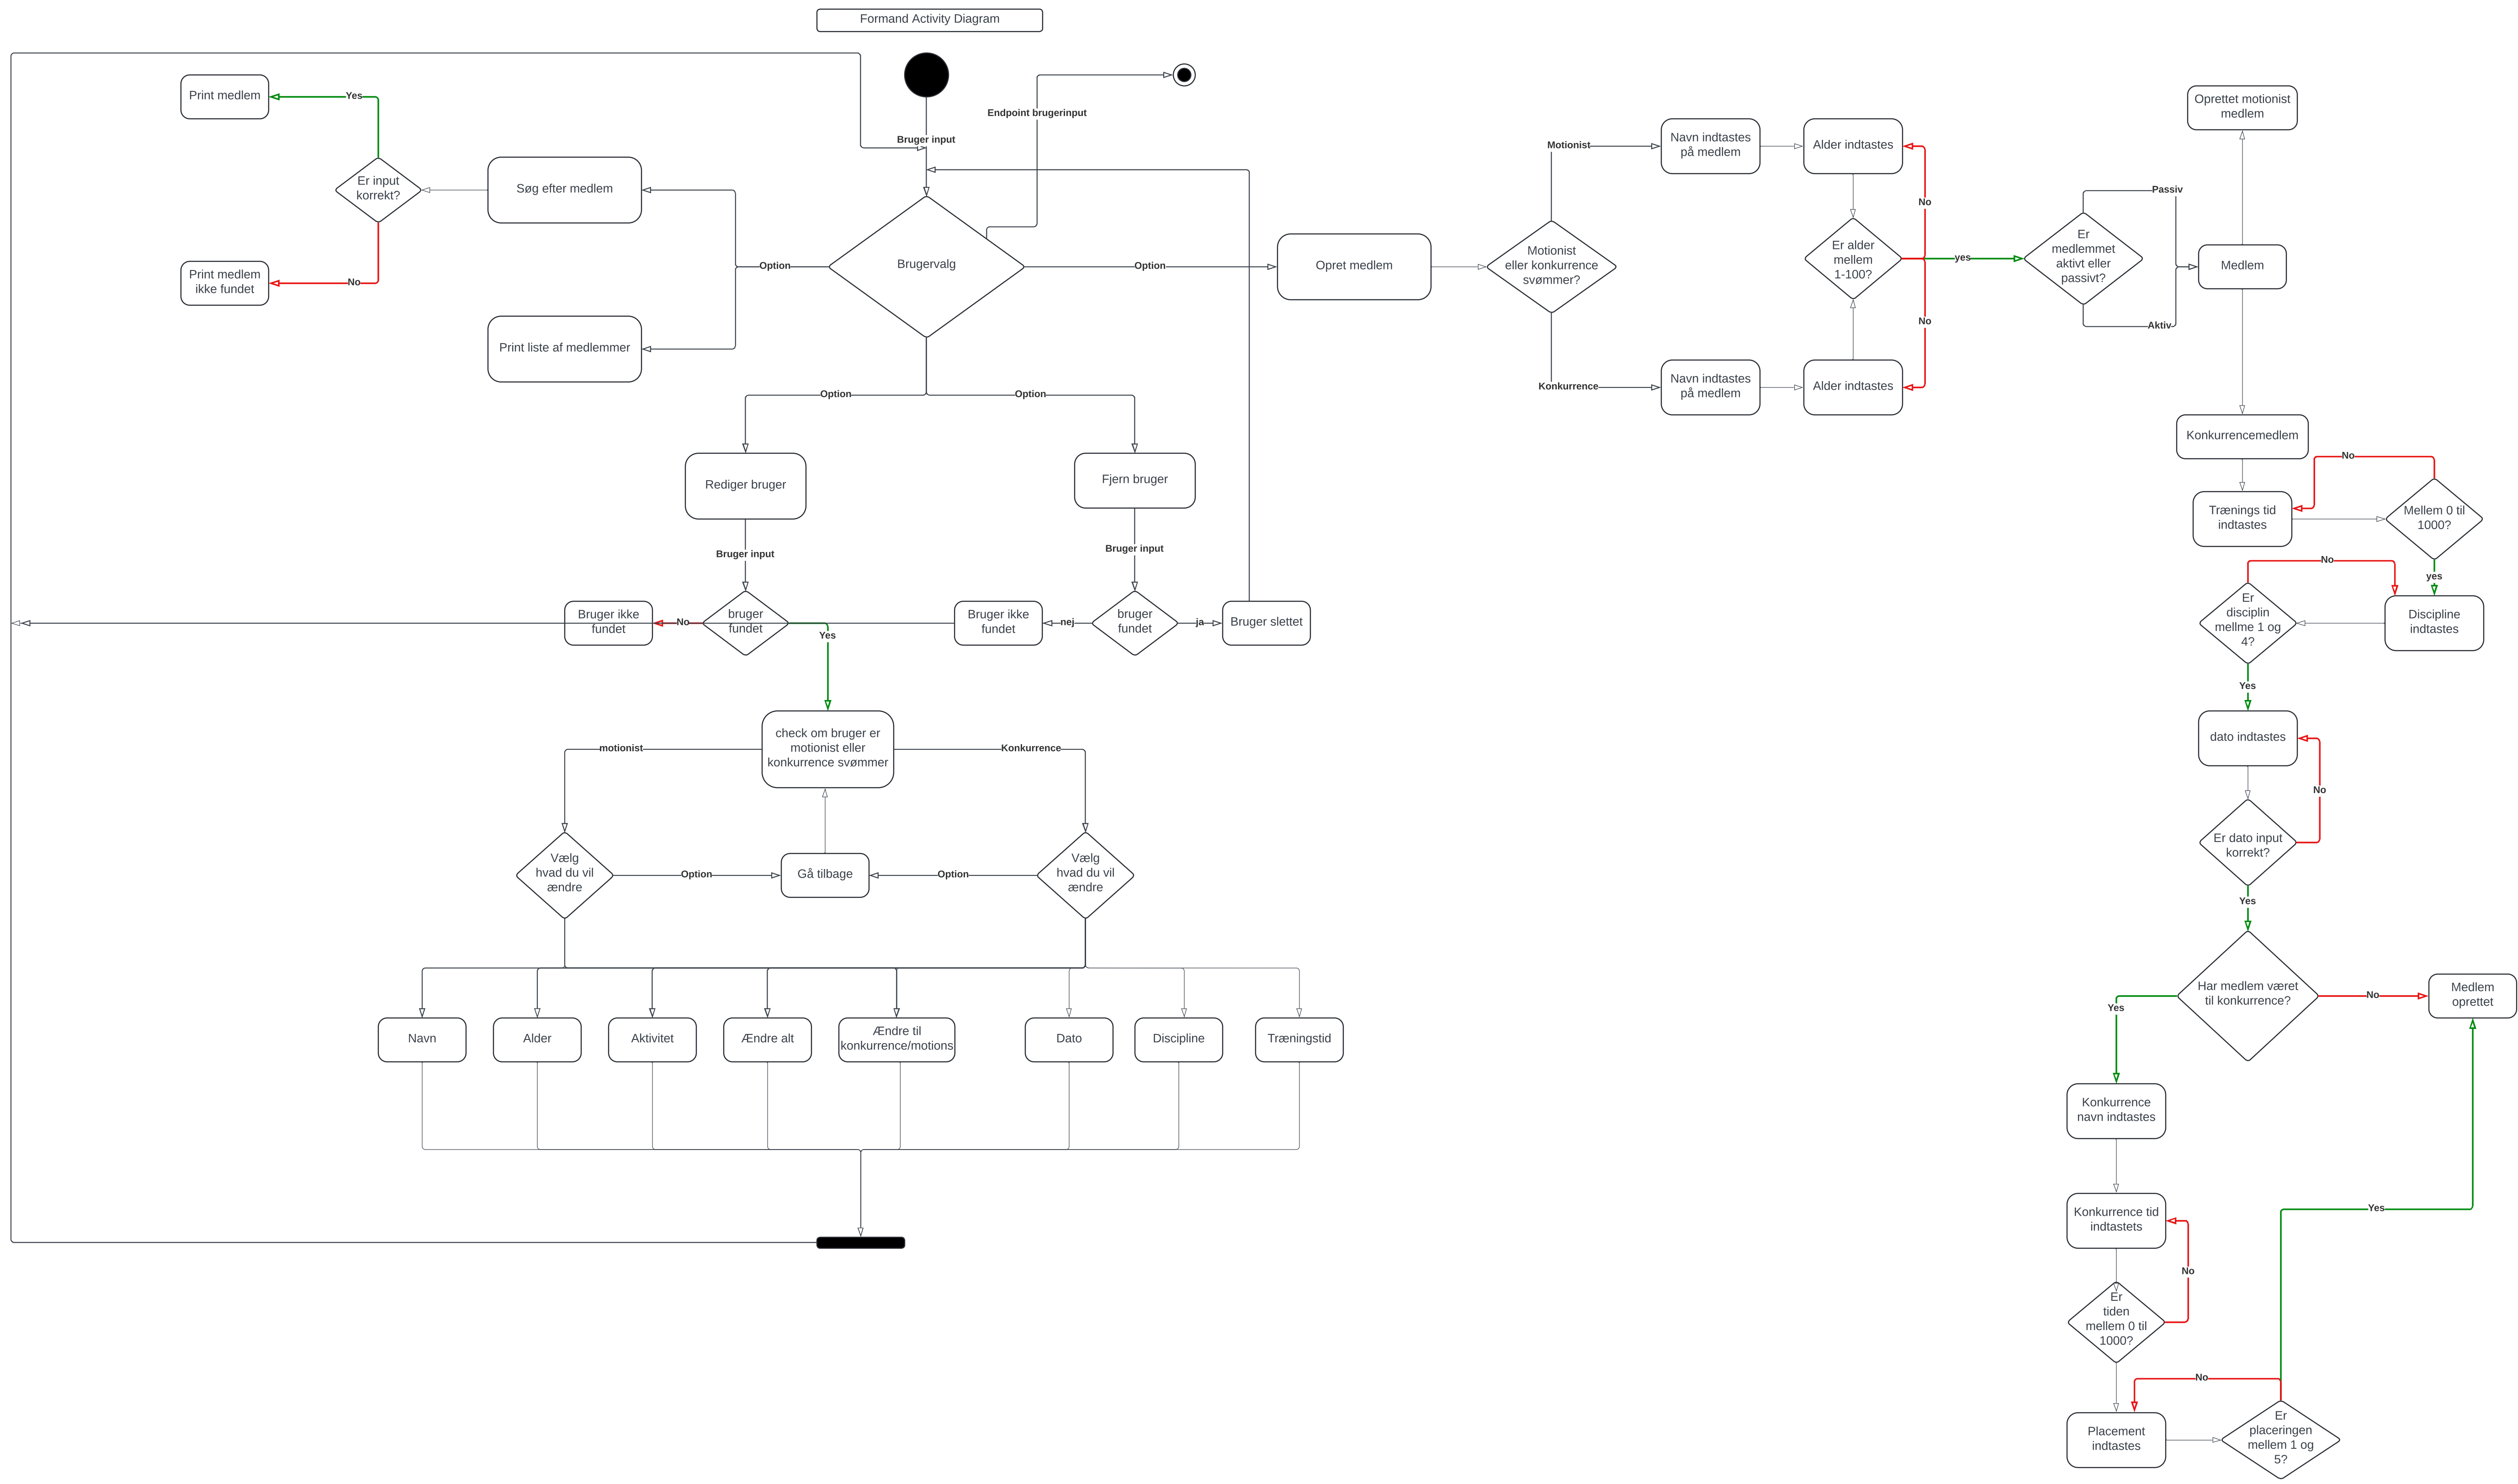 Formand Activity Diagram
Print medlem
Yes
Er input
korrekt?
No
Print medlem
ikke fundet
Søg efter medlem
Print liste af medlemmer
Option
Bruger input
Endpoint brugerinput
Brugervalg
Option
Option
Option
Rediger bruger
Fjern bruger
Bruger input
Bruger input
Bruger ikke
fundet
No
bruger
fundet
Yes
Bruger ikke
fundet
nej
bruger
fundet
ja
Bruger slettet
check om bruger er
motionist eller
konkurrence svømmer
motionist
Konkurrence
Vælg
hvad du vil
ændre
Option
Gå tilbage
Option
Vælg
hvad du vil
ændre
Navn
Alder
Aktivitet
Ændre alt
Ændre til
konkurrence/motions
Dato
Discipline
Træningstid
Opret medlem
Motionist
eller konkurrence
svømmer?
Motionist
Konkurrence
Navn indtastes
på medlem
Alder indtastes
No
Er alder
mellem
1-100?
yes
No
Navn indtastes
på medlem
Alder indtastes
Er
medlemmet
aktivt eller
passivt?
Passiv
Aktiv
Oprettet motionist
medlem
Medlem
Konkurrencemedlem
No
Trænings tid
indtastes
Mellem 0 til
1000?
yes
No
Er
disciplin
mellme 1 og
4?
Discipline
indtastes
Yes
dato indtastes
No
Er dato input
korrekt?
Yes
Har medlem været
til konkurrence?
No
Medlem
oprettet
Yes
Konkurrence
navn indtastes
Konkurrence tid
indtastets
No
Er
tiden
mellem 0 til
1000?
Yes
No
Placement
indtastes
Er
placeringen
mellem 1 og
5?